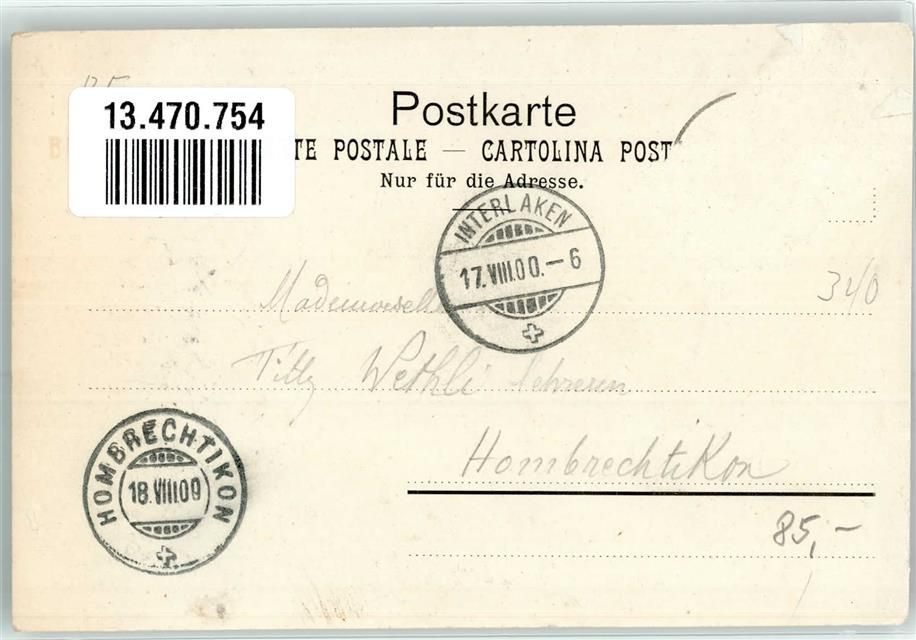 13.470.754
Postkarte
TE POSTALE — CARTOLINA POST
Nur für die Adresse.
INTERLAKEN
17.VIII.00.–6
Mademoiselle
340
Tilly Wethli Lehrerin
HOMBRECHTIKON
18.VIII.00
Hombrechtikon
85,–